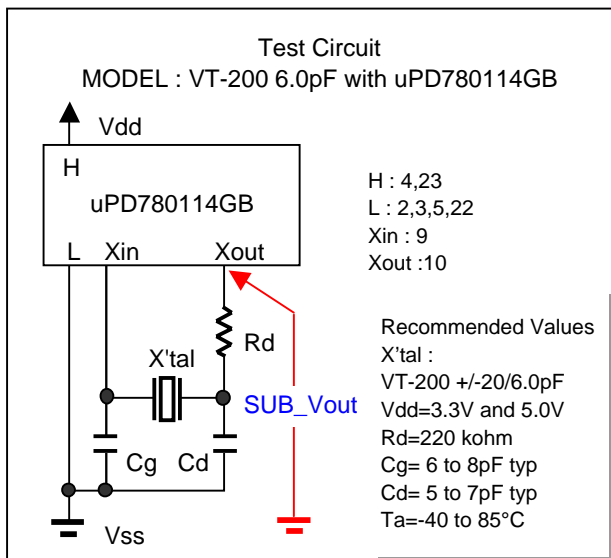 Test Circuit
MODEL : VT-200 6.0pF with uPD780114GB
Vdd
H
uPD780114GB
L Xin Xout
H : 4,23
L : 2,3,5,22
Xin : 9
Xout :10
Rd
X'tal
SUB_Vout
Cg Cd
Vss
Recommended Values
X’tal :
VT-200 +/-20/6.0pF
Vdd=3.3V and 5.0V
Rd=220 kohm
Cg= 6 to 8pF typ
Cd= 5 to 7pF typ
Ta=-40 to 85°C